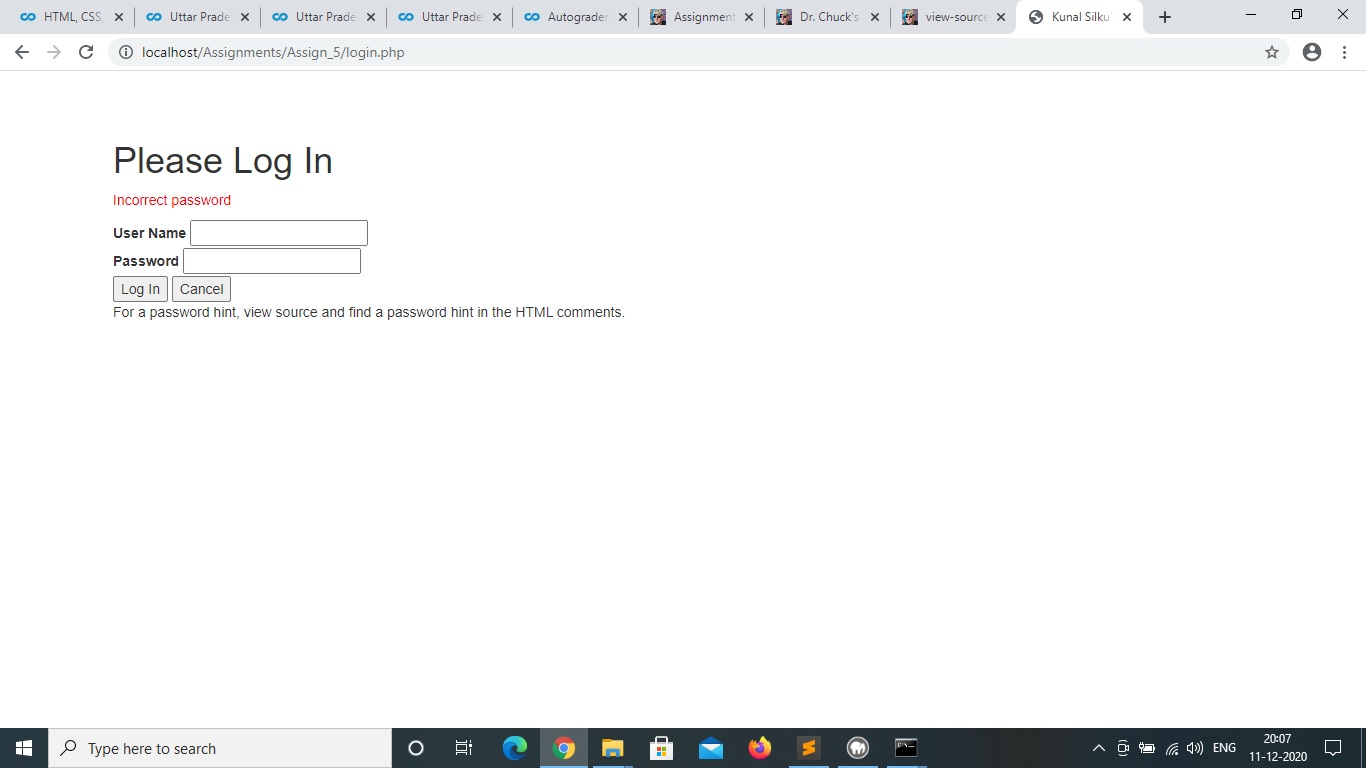 HTML, CSS,
Uttar Prade
Uttar Prade
Uttar Prade
Autograder
Assignment
Dr. Chuck's
view-source
Kunal Silku'
localhost/Assignments/Assign_5/login.php
Please Log In
Incorrect password
User Name
Password
Log In Cancel
For a password hint, view source and find a password hint in the HTML comments.
Type here to search
ENG
20:07
11-12-2020